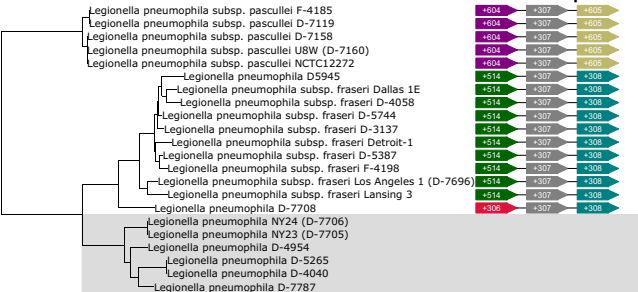 Legionella pneumophila subsp. pascullei F-4185 +604 +307 +605
Legionella pneumophila subsp. pascullei D-7119 +604 +307 +605
Legionella pneumophila subsp. pascullei D-7158 +604 +307 +605
Legionella pneumophila subsp. pascullei U8W (D-7160) +604 +307 +605
Legionella pneumophila subsp. pascullei NCTC12272 +604 +307 +605
Legionella pneumophila D5945 +514 +307 +308
Legionella pneumophila subsp. fraseri Dallas 1E +514 +307 +308
Legionella pneumophila subsp. fraseri D-4058 +514 +307 +308
Legionella pneumophila subsp. fraseri D-5744 +514 +307 +308
Legionella pneumophila subsp. fraseri D-3137 +514 +307 +308
Legionella pneumophila subsp. fraseri Detroit-1 +514 +307 +308
Legionella pneumophila subsp. fraseri D-5387 +514 +307 +308
Legionella pneumophila subsp. fraseri F-4198 +514 +307 +308
Legionella pneumophila subsp. fraseri Los Angeles 1 (D-7696) +514 +307 +308
Legionella pneumophila subsp. fraseri Lansing 3 +514 +307 +308
Legionella pneumophila D-7708 +306 +307 +308
Legionella pneumophila NY24 (D-7706)
Legionella pneumophila NY23 (D-7705)
Legionella pneumophila D-4954
Legionella pneumophila D-5265
Legionella pneumophila D-4040
Legionella pneumophila D-7787